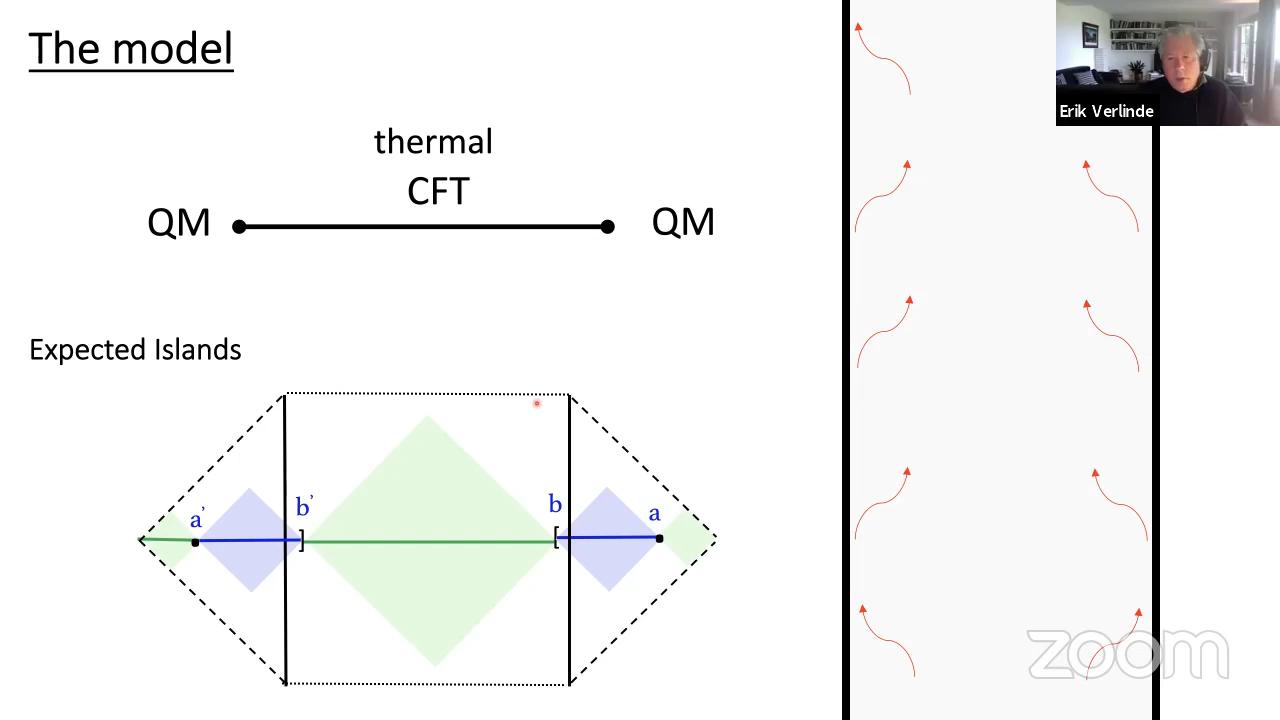 The model
Erik Verlinde
thermal
CFT
QM
QM
Expected Islands
a’
b’
b
a
zoom